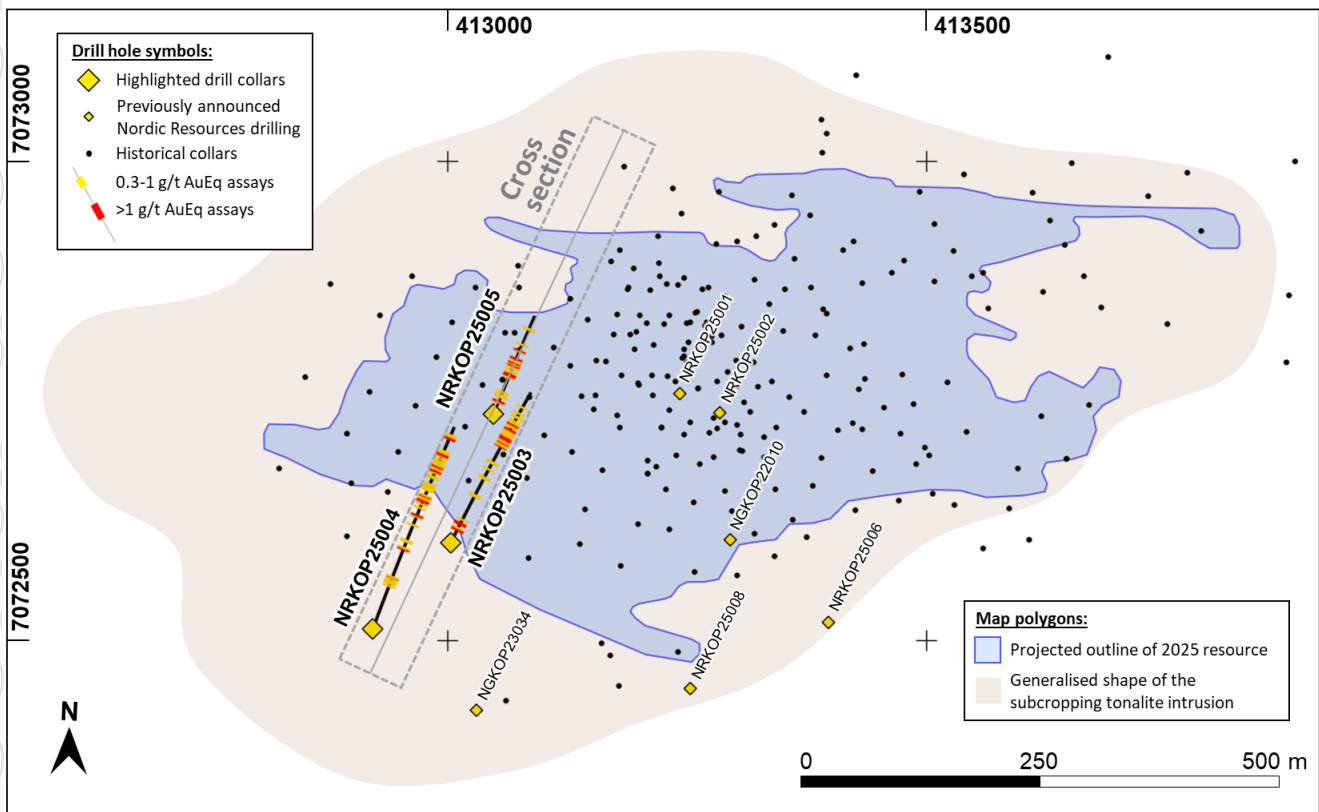 413000
413500
7073000
7072500
Drill hole symbols:
Highlighted drill collars
Previously announced
Nordic Resources drilling
Historical collars
0.3-1 g/t AuEq assays
>1 g/t AuEq assays
Cross
section
NRKOP25005
NRKOP25001
NRKOP25002
NRKOP25003
NRKOP25004
NGKOP22010
NRKOP25006
NRKOP25008
NGKOP23034
Map polygons:
Projected outline of 2025 resource
Generalised shape of the
subcropping tonalite intrusion
N
0
250
500 m